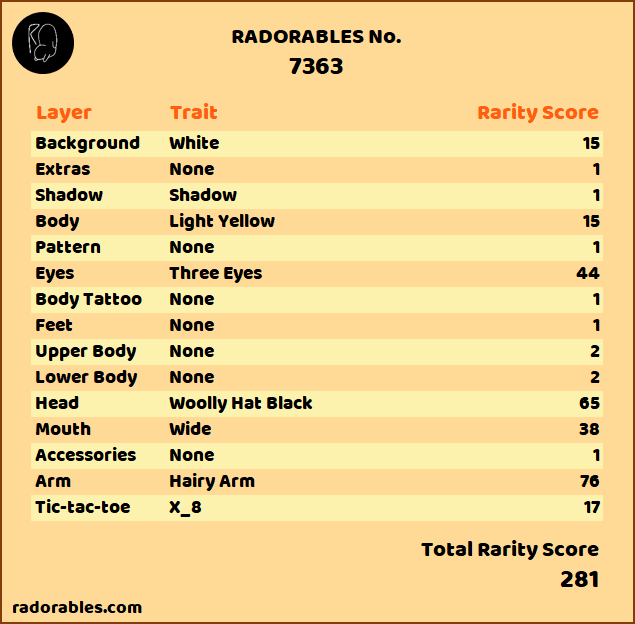 RADORABLES No.
7363
Layer Trait Rarity Score
Background White 15
Extras None 1
Shadow Shadow 1
Body Light Yellow 15
Pattern None 1
Eyes Three Eyes 44
Body Tattoo None 1
Feet None 1
Upper Body None 2
Lower Body None 2
Head Woolly Hat Black 65
Mouth Wide 38
Accessories None 1
Arm Hairy Arm 76
Tic-tac-toe X_8 17
Total Rarity Score
281
radorables.com